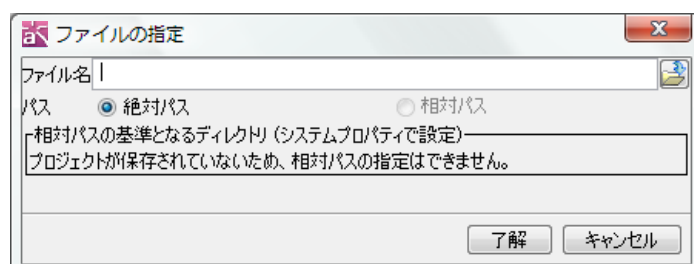 ファイルの指定
ファイル名
パス 絶対パス 相対パス
相対パスの基準となるディレクトリ (システムプロパティで設定)
プロジェクトが保存されていないため、相対パスの指定はできません。
了解 キャンセル